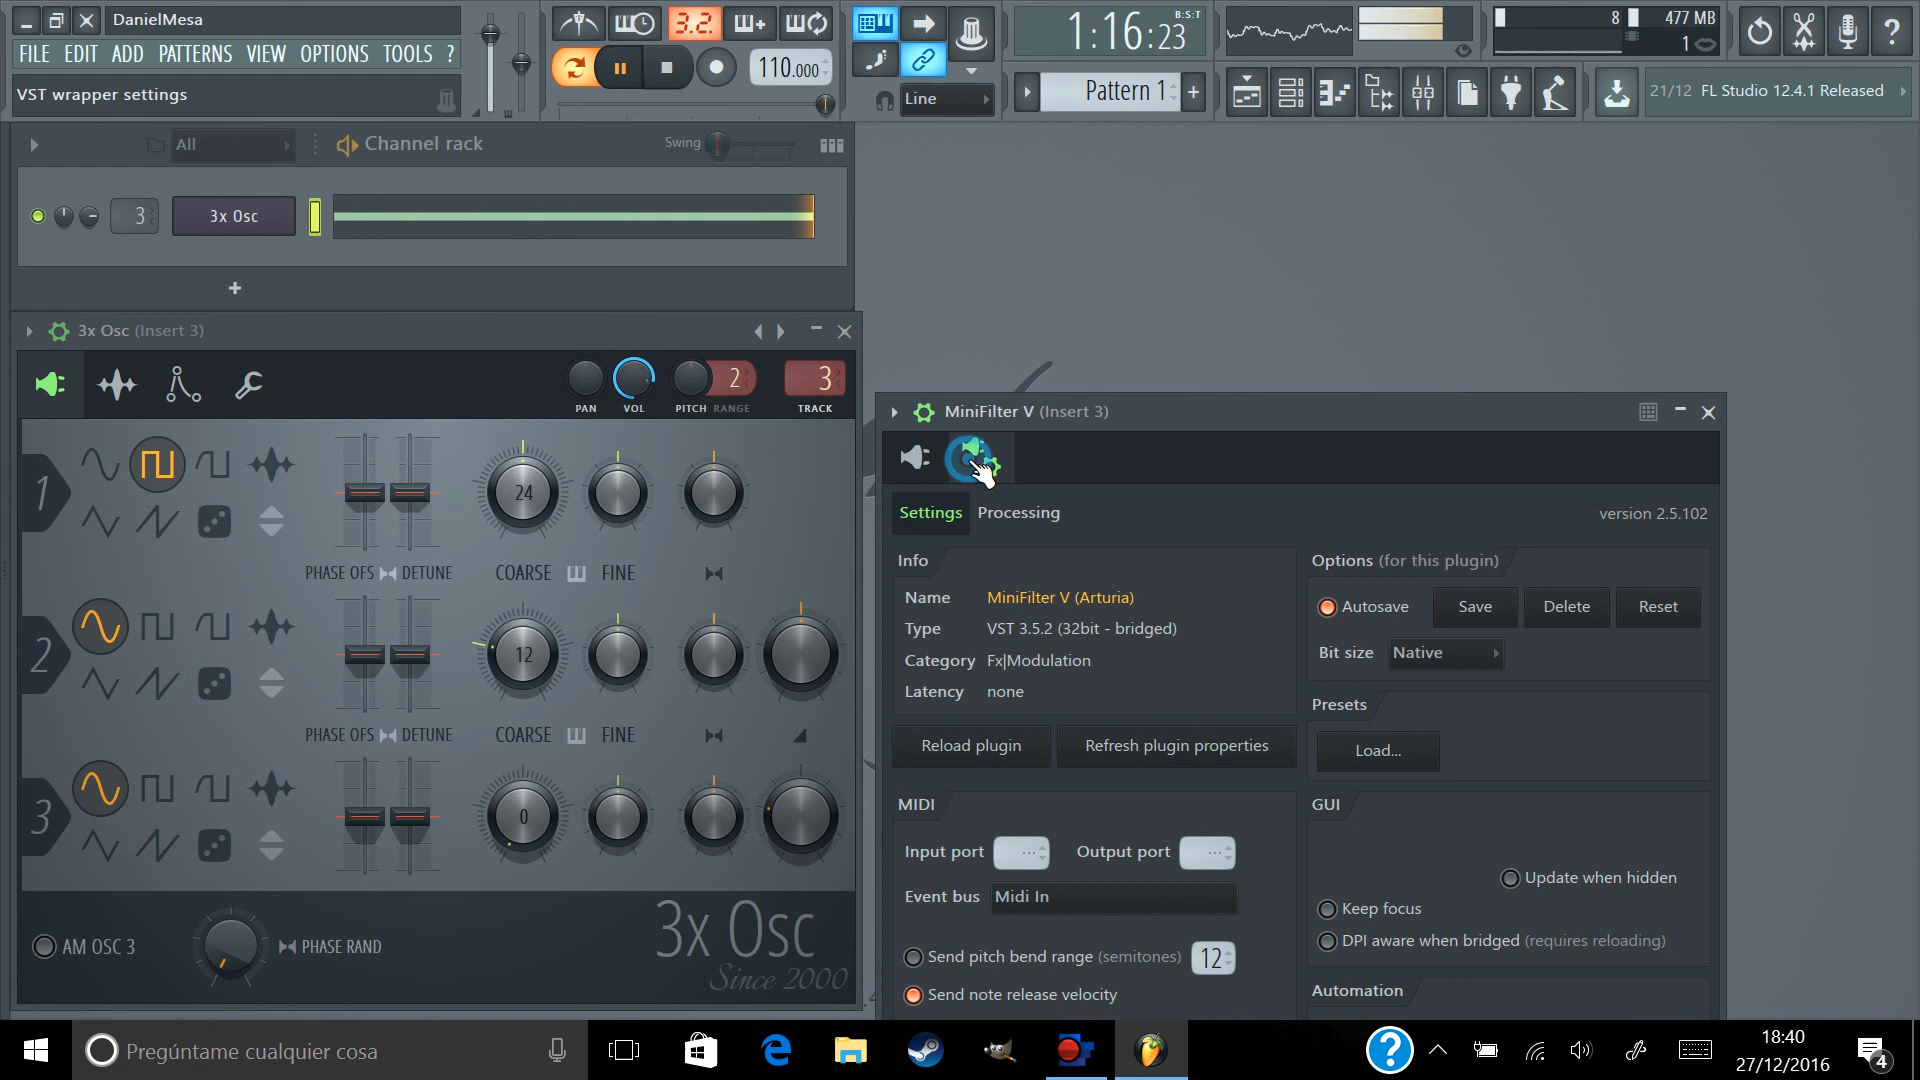 DanielMesa
FILE EDIT ADD PATTERNS VIEW OPTIONS TOOLS ?
VST wrapper settings
3.2.
110.000
Line
1:16:23
B:S:T
Pattern 1
+
8
477 MB
1
?
21/12 FL Studio 12.4.1 Released
All
Channel rack
Swing
3
3x Osc
+
3x Osc (Insert 3)
PAN
VOL
PITCH
2
RANGE
3
TRACK
1
24
PHASE OFS
DETUNE
COARSE
FINE
2
12
PHASE OFS
DETUNE
COARSE
FINE
3
0
AM OSC 3
PHASE RAND
3x Osc
Since 2000
MiniFilter V (Insert 3)
Settings
Processing
version 2.5.102
Info
Name MiniFilter V (Arturia)
Type VST 3.5.2 (32bit - bridged)
Category Fx|Modulation
Latency none
Reload plugin
Refresh plugin properties
Options (for this plugin)
Autosave
Save
Delete
Reset
Bit size
Native
Presets
Load...
MIDI
Input port
---
Output port
---
Event bus
Midi In
Send pitch bend range (semitones)
12
Send note release velocity
GUI
Update when hidden
Keep focus
DPI aware when bridged (requires reloading)
Automation
Pregúntame cualquier cosa
?
18:40
27/12/2016
4